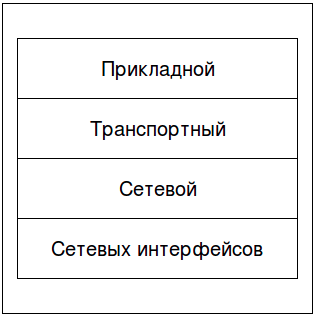 Прикладной
Транспортный
Сетевой
Сетевых интерфейсов